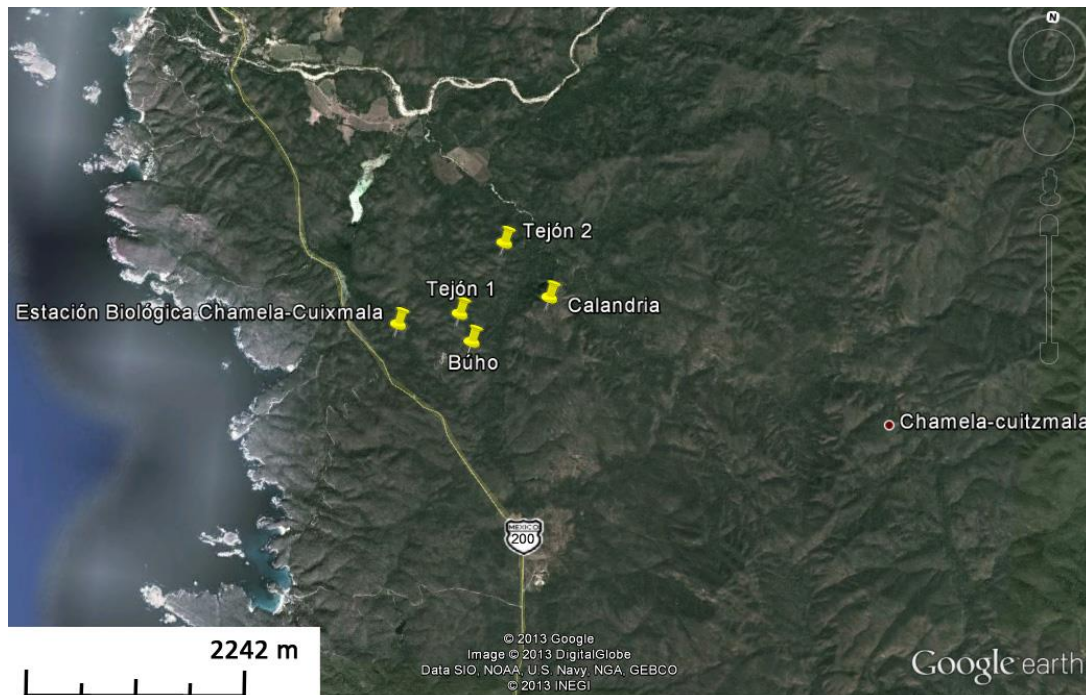 N
Tejón 2
Tejón 1
Calandria
Estación Biológica Chamela-Cuixmala
Búho
Chamela-cuitzmala
MEXICO
200
2242 m
© 2013 Google
Image © 2013 DigitalGlobe
Data SIO, NOAA, U.S. Navy, NGA, GEBCO
© 2013 INEGI
Google earth